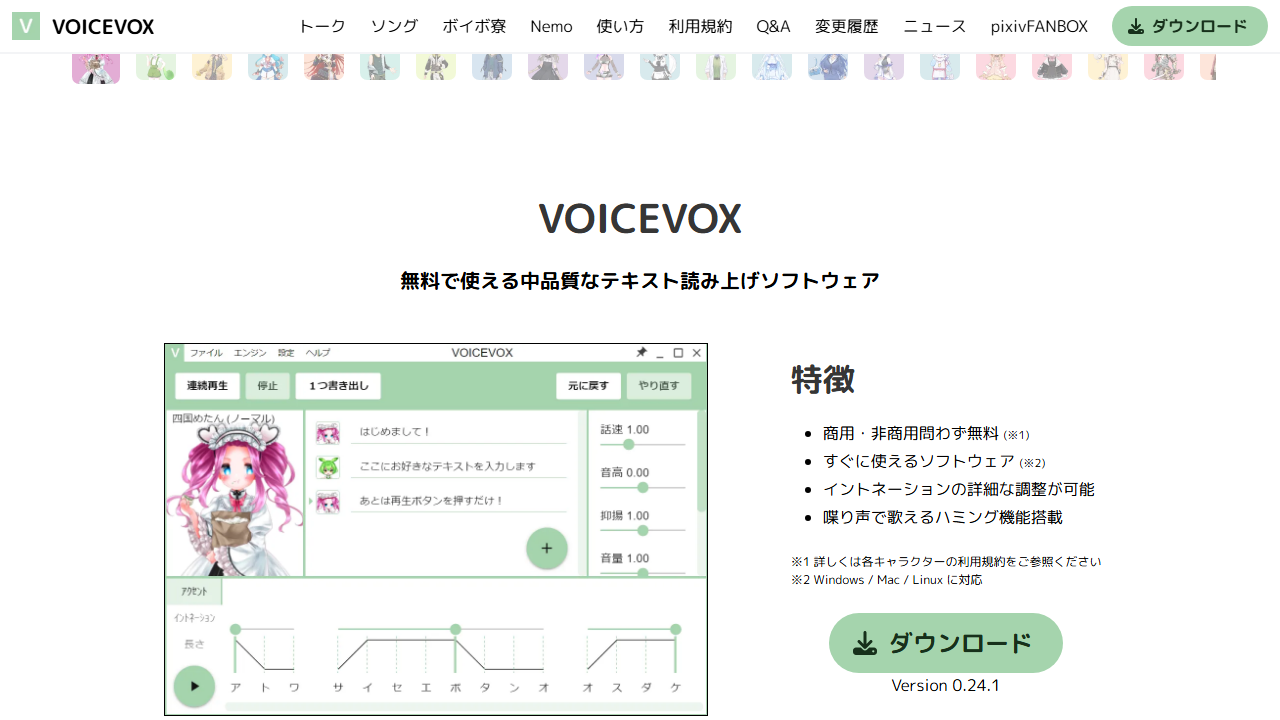 V VOICEVOX トーク ソング ボイボ寮 Nemo 使い方 利用規約 Q&A 変更履歴 ニュース pixivFANBOX ダウンロード
VOICEVOX
無料で使える中品質なテキスト読み上げソフトウェア
V ファイル エンジン 設定 ヘルプ VOICEVOX
連続再生 停止 1つ書き出し 元に戻す やり直す
四国めたん (ノーマル)
はじめまして！
ここにお好きなテキストを入力します
あとは再生ボタンを押すだけ！
話速 1.00
音高 0.00
抑揚 1.00
音量 1.00
アクセント
イントネーション
長さ
ア ト ワ サ イ セ エ ボ タ ン オ オ ス ダ ケ
特徴
商用・非商用問わず無料 (※1)
すぐに使えるソフトウェア (※2)
イントネーションの詳細な調整が可能
喋り声で歌えるハミング機能搭載
※1 詳しくは各キャラクターの利用規約をご参照ください
※2 Windows / Mac / Linux に対応
ダウンロード
Version 0.24.1